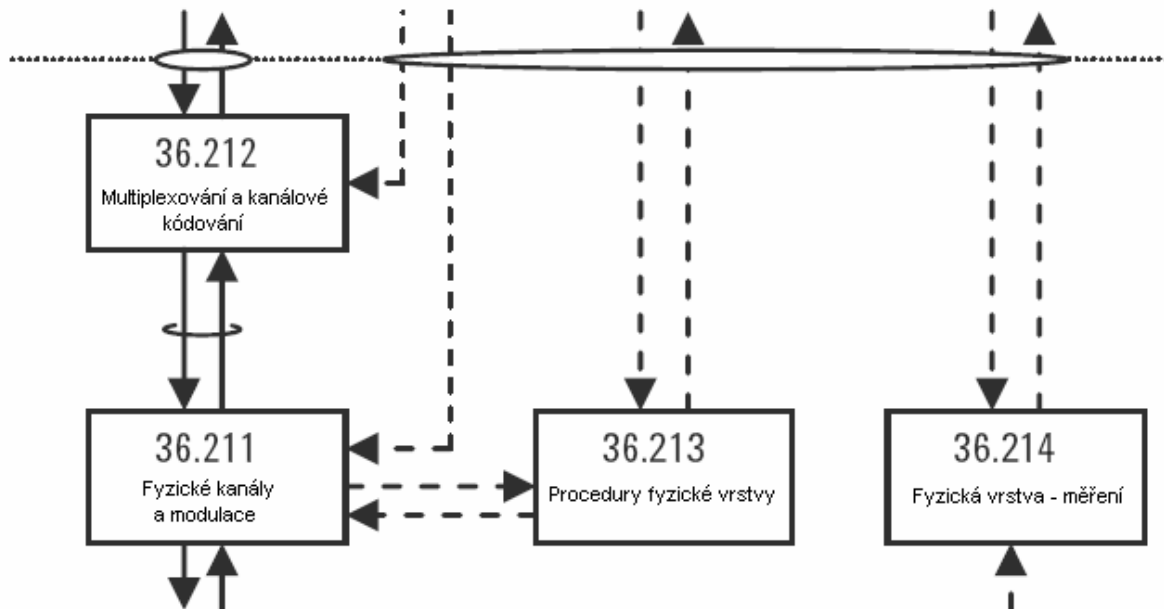 36.212
Multiplexování a kanálové
kódování
36.211
Fyzické kanály
a modulace
36.213
Procedury fyzické vrstvy
36.214
Fyzická vrstva - měření